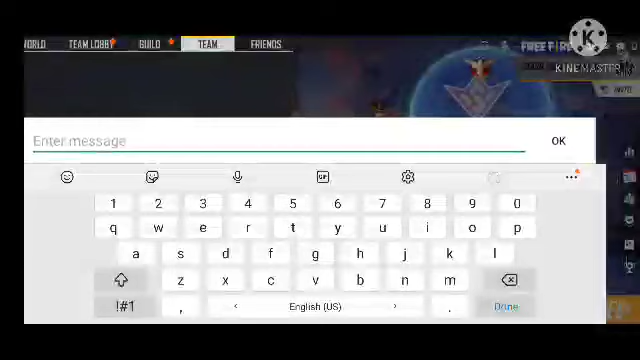 WORLD TEAM LOBBY GUILD TEAM FRIENDS FREE FIRE
KINEMASTER
Enter message OK
GIF
1 2 3 4 5 6 7 8 9 0
q w e r t y u i o p
a s d f g h j k l
z x c v b n m
!#1 , English (US) . Done